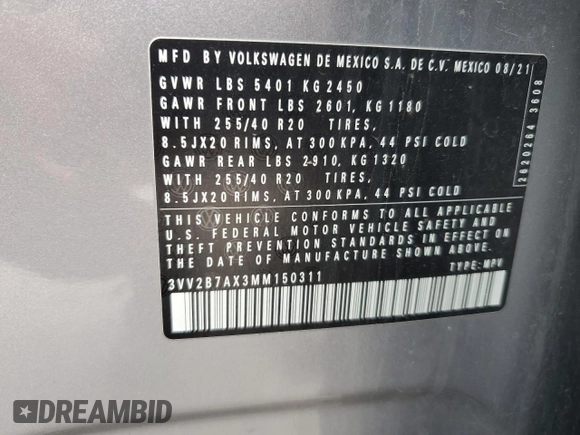 MFD BY VOLKSWAGEN DE MEXICO S.A. DE C.V. MEXICO 08/21
GVWR LBS 5401 KG 2450
GAWR FRONT LBS 2601, KG 1180
WITH 255/40 R20 TIRES,
8.5JX20 RIMS, AT 300 KPA, 44 PSI COLD
GAWR REAR LBS 2910, KG 1320
WITH 255/40 R20 TIRES,
8.5JX20 RIMS, AT 300 KPA, 44 PSI COLD
THIS VEHICLE CONFORMS TO ALL APPLICABLE
U.S. FEDERAL MOTOR VEHICLE SAFETY AND
THEFT PREVENTION STANDARDS IN EFFECT ON
THE DATE OF MANUFACTURE SHOWN ABOVE.
3VV2B7AX3MM150311 TYPE: MPV
2620264 3608
DREAMBID